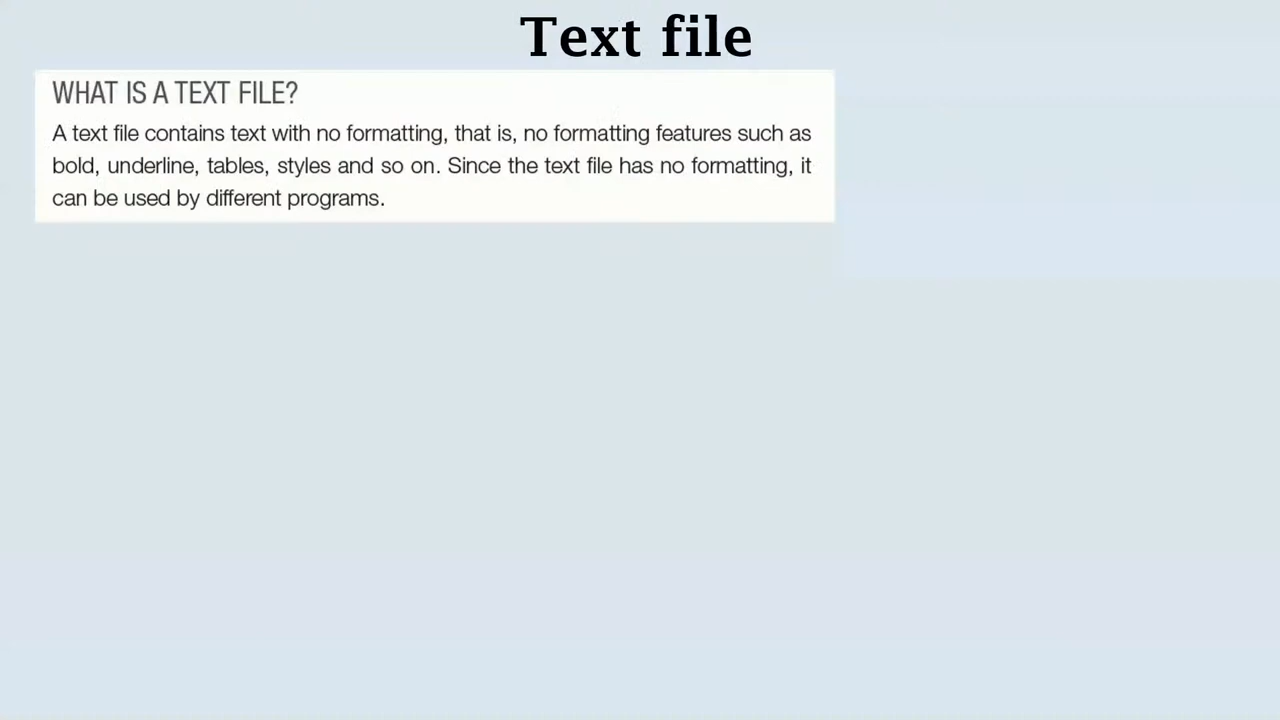 Text file
WHAT IS A TEXT FILE?
A text file contains text with no formatting, that is, no formatting features such as
bold, underline, tables, styles and so on. Since the text file has no formatting, it
can be used by different programs.